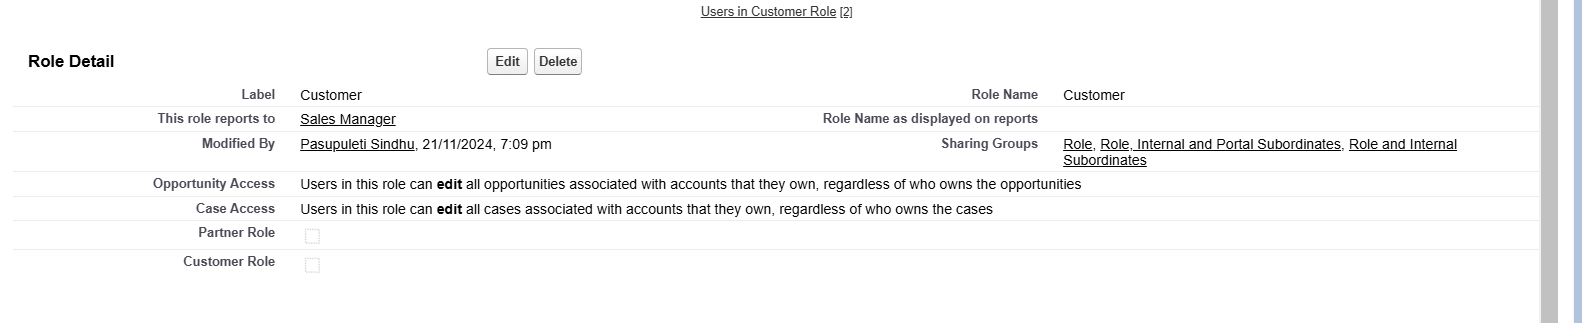 Users in Customer Role [2]
Role Detail Edit Delete
Label Customer Role Name Customer
This role reports to Sales Manager Role Name as displayed on reports
Modified By Pasupuleti Sindhu, 21/11/2024, 7:09 pm Sharing Groups Role, Role, Internal and Portal Subordinates, Role and Internal
Subordinates
Opportunity Access Users in this role can edit all opportunities associated with accounts that they own, regardless of who owns the opportunities
Case Access Users in this role can edit all cases associated with accounts that they own, regardless of who owns the cases
Partner Role
Customer Role